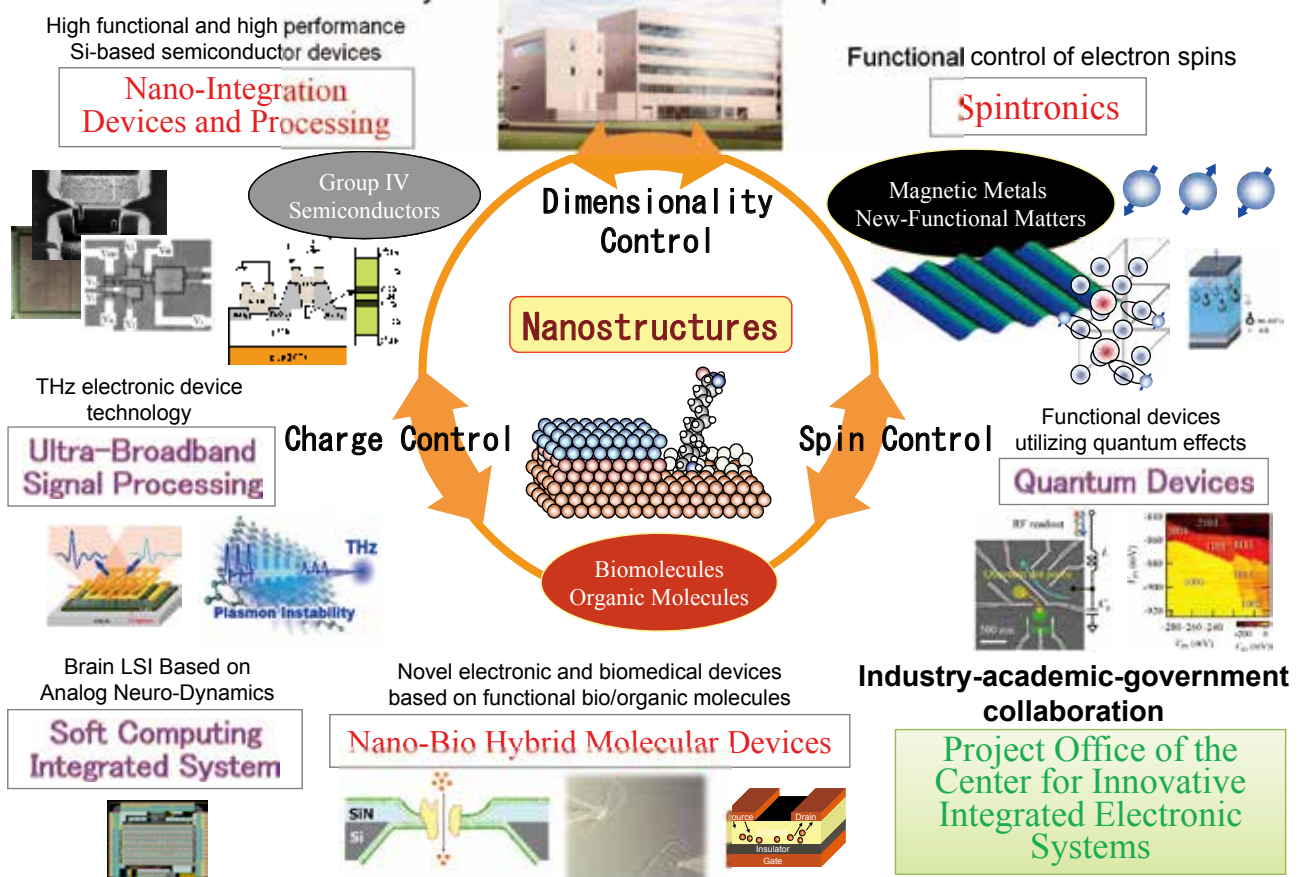 High functional and high performance
Si-based semiconductor devices
Nano-Integration
Devices and Processing
Functional control of electron spins
Spintronics
Group IV
Semiconductors
Dimensionality
Control
Magnetic Metals
New-Functional Matters
Nanostructures
THz electronic device
technology
Ultra-Broadband
Signal Processing
Charge Control
Spin Control
Functional devices
utilizing quantum effects
Quantum Devices
THz
Plasmon Instability
RF readout
500 nm
Biomolecules
Organic Molecules
Brain LSI Based on
Analog Neuro-Dynamics
Soft Computing
Integrated System
Novel electronic and biomedical devices
based on functional bio/organic molecules
Nano-Bio Hybrid Molecular Devices
SiN
Si
Drain
Insulator
Gate
Industry-academic-government
collaboration
Project Office of the
Center for Innovative
Integrated Electronic
Systems